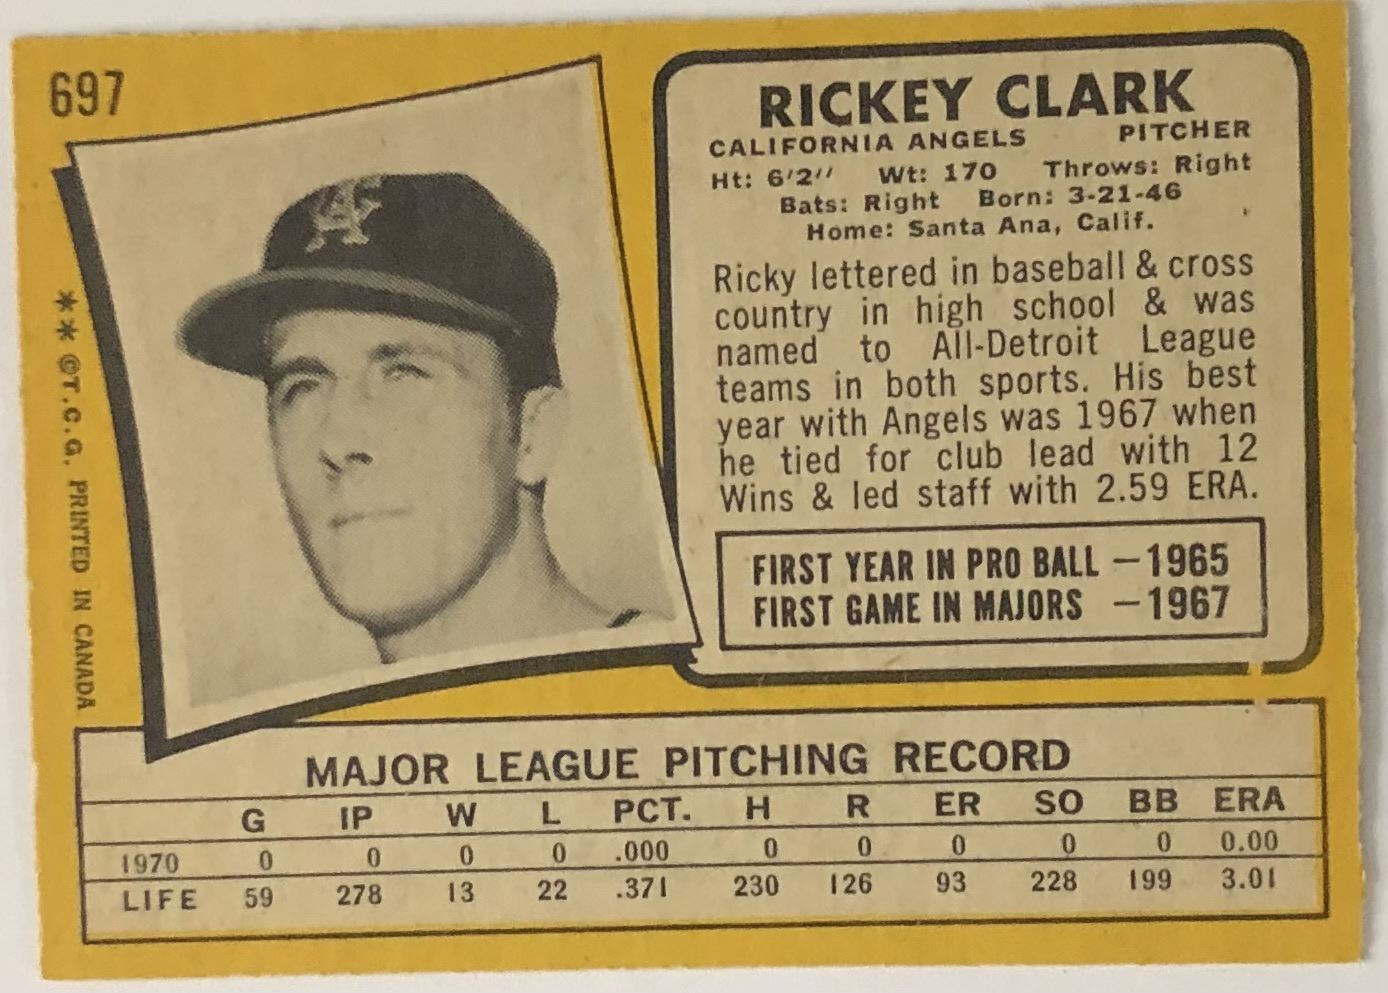 697
RICKEY CLARK
CALIFORNIA ANGELS PITCHER
Ht: 6'2'' Wt: 170 Throws: Right
Bats: Right Born: 3-21-46
Home: Santa Ana, Calif.
Ricky lettered in baseball & cross
country in high school & was
named to All-Detroit League
teams in both sports. His best
year with Angels was 1967 when
he tied for club lead with 12
Wins & led staff with 2.59 ERA.
FIRST YEAR IN PRO BALL —1965
FIRST GAME IN MAJORS —1967
** ©T.C.G. PRINTED IN CANADA
MAJOR LEAGUE PITCHING RECORD
G IP W L PCT. H R ER SO BB ERA
1970 0 0 0 0 .000 0 0 0 0 0 0.00
LIFE 59 278 13 22 .371 230 126 93 228 199 3.01
CA